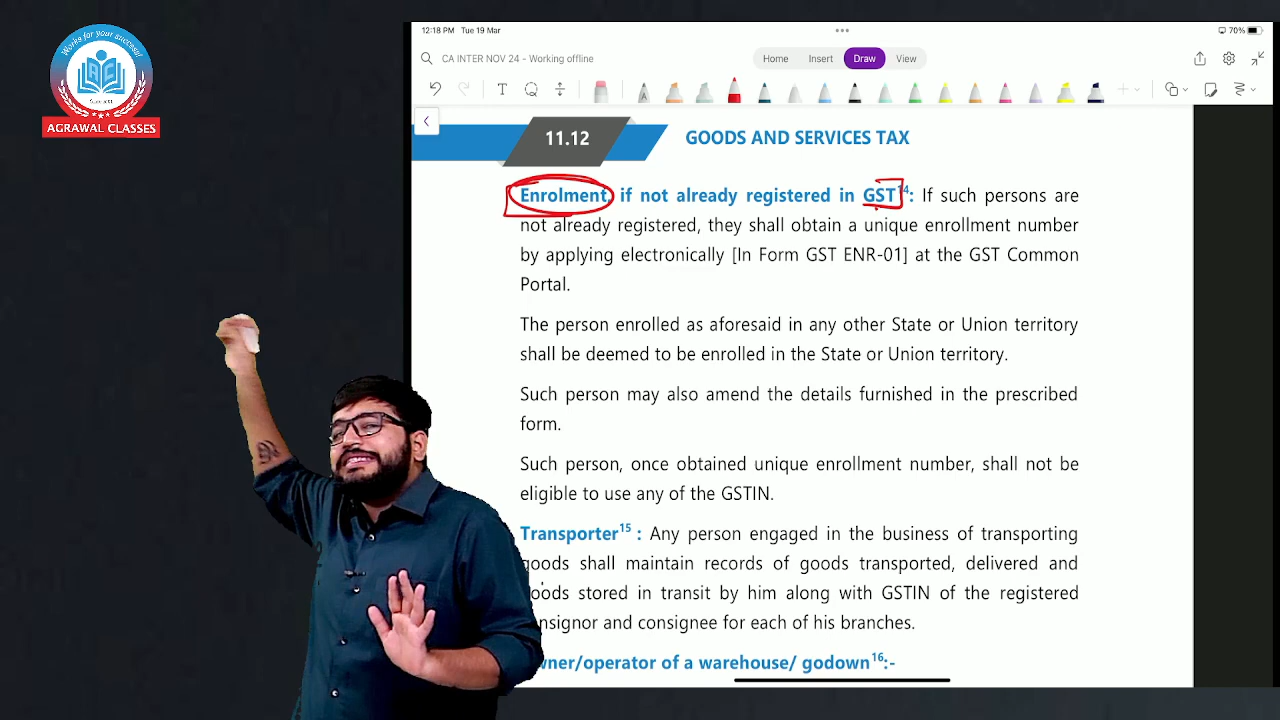 Works for your success
AC
AGRAWAL CLASSES
12:18 PM Tue 19 Mar
70%
CA INTER NOV 24 - Working offline
Home Insert Draw View
11.12
GOODS AND SERVICES TAX
Enrolment, if not already registered in GST14: If such persons are
not already registered, they shall obtain a unique enrollment number
by applying electronically [In Form GST ENR-01] at the GST Common
Portal.
The person enrolled as aforesaid in any other State or Union territory
shall be deemed to be enrolled in the State or Union territory.
Such person may also amend the details furnished in the prescribed
form.
Such person, once obtained unique enrollment number, shall not be
eligible to use any of the GSTIN.
Transporter15 : Any person engaged in the business of transporting
goods shall maintain records of goods transported, delivered and
goods stored in transit by him along with GSTIN of the registered
nsignor and consignee for each of his branches.
wner/operator of a warehouse/ godown16:-